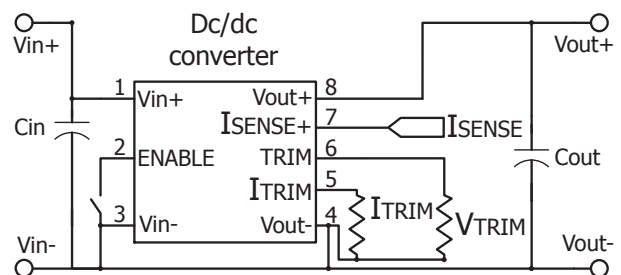 Dc/dc
converter
Vin+
Vout+
1
Vin+
Vout+
8
ISENSE+
7
ISENSE
Cin
2
ENABLE
TRIM
6
Cout
ITRIM
5
ITRIM
VTRIM
3
Vin-
Vout-
4
Vin-
Vout-